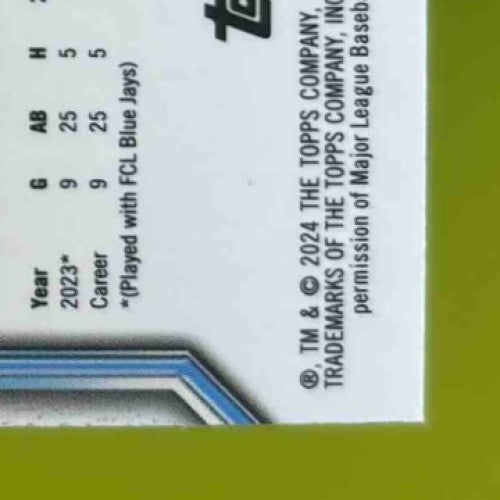 Year G AB H
2023* 9 25 5
Career 9 25 5
*(Played with FCL Blue Jays)
®, TM & © 2024 THE TOPPS COMPANY,
TRADEMARKS OF THE TOPPS COMPANY, INC
permission of Major League Baseb